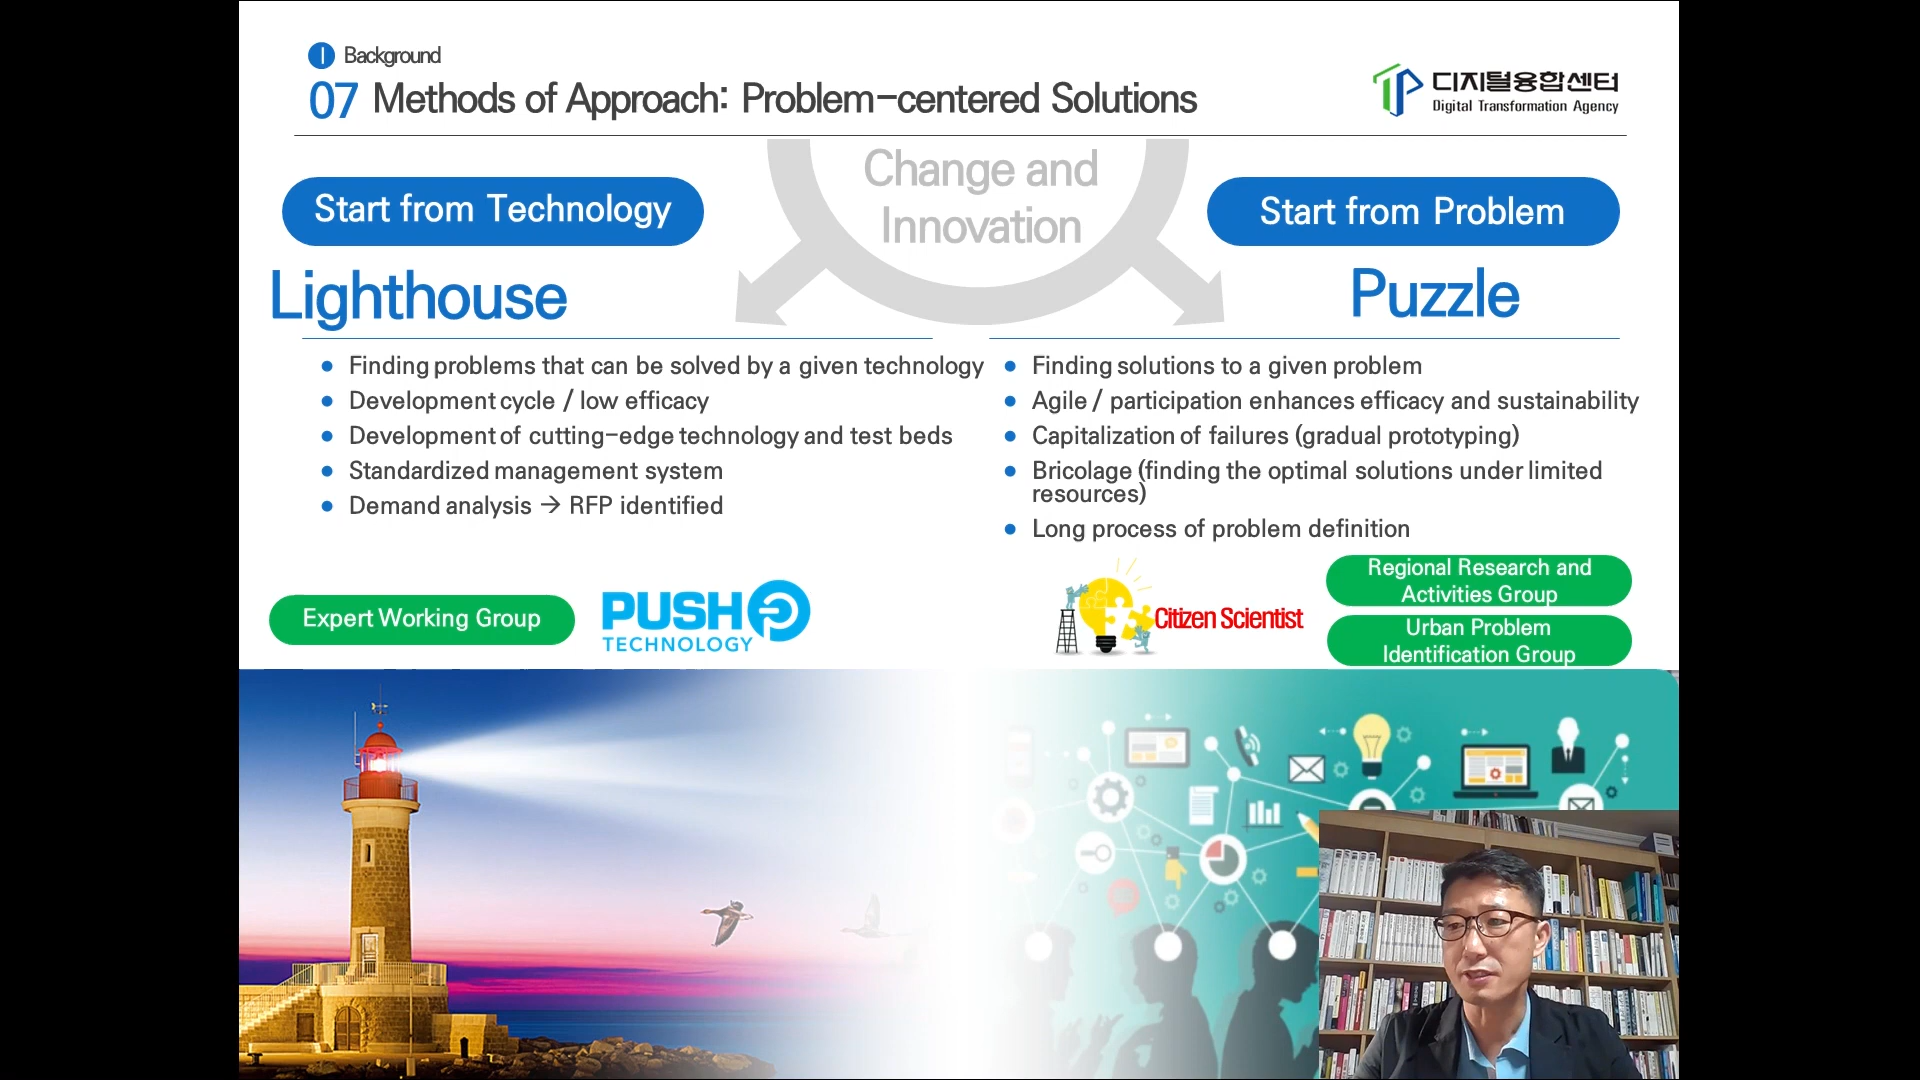 I Background
07 Methods of Approach: Problem-centered Solutions
디지털융합센터
Digital Transformation Agency
Change and
Innovation
Start from Technology
Lighthouse
• Finding problems that can be solved by a given technology
• Development cycle / low efficacy
• Development of cutting-edge technology and test beds
• Standardized management system
• Demand analysis → RFP identified
Expert Working Group
PUSH
TECHNOLOGY
Start from Problem
Puzzle
• Finding solutions to a given problem
• Agile / participation enhances efficacy and sustainability
• Capitalization of failures (gradual prototyping)
• Bricolage (finding the optimal solutions under limited
resources)
• Long process of problem definition
Citizen Scientist
Regional Research and
Activities Group
Urban Problem
Identification Group